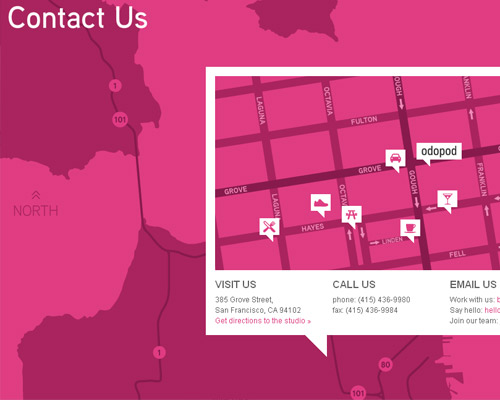 Contact Us
1
101
NORTH
LAGUNA
OCTAVIA
GOUGH
FRANKLIN
FULTON
odopod
GROVE
GROVE
GOUGH
FRANKLIN
LAGUNA
OCTAVIA
HAYES
LINDEN
FELL
VISIT US
385 Grove Street,
San Francisco, CA 94102
Get directions to the studio »
CALL US
phone: (415) 436-9980
fax: (415) 436-9984
EMAIL US
Work with us:
Say hello: hello
Join our team:
1
80
101